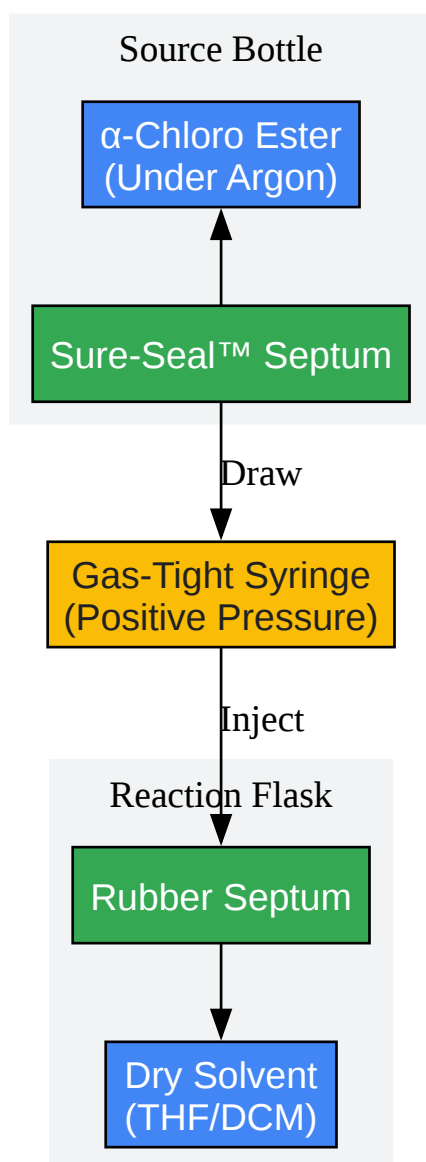 Source Bottle
α-Chloro Ester
(Under Argon)
Sure-Seal™ Septum
Draw
Gas-Tight Syringe
(Positive Pressure)
Inject
Reaction Flask
Rubber Septum
Dry Solvent
(THF/DCM)